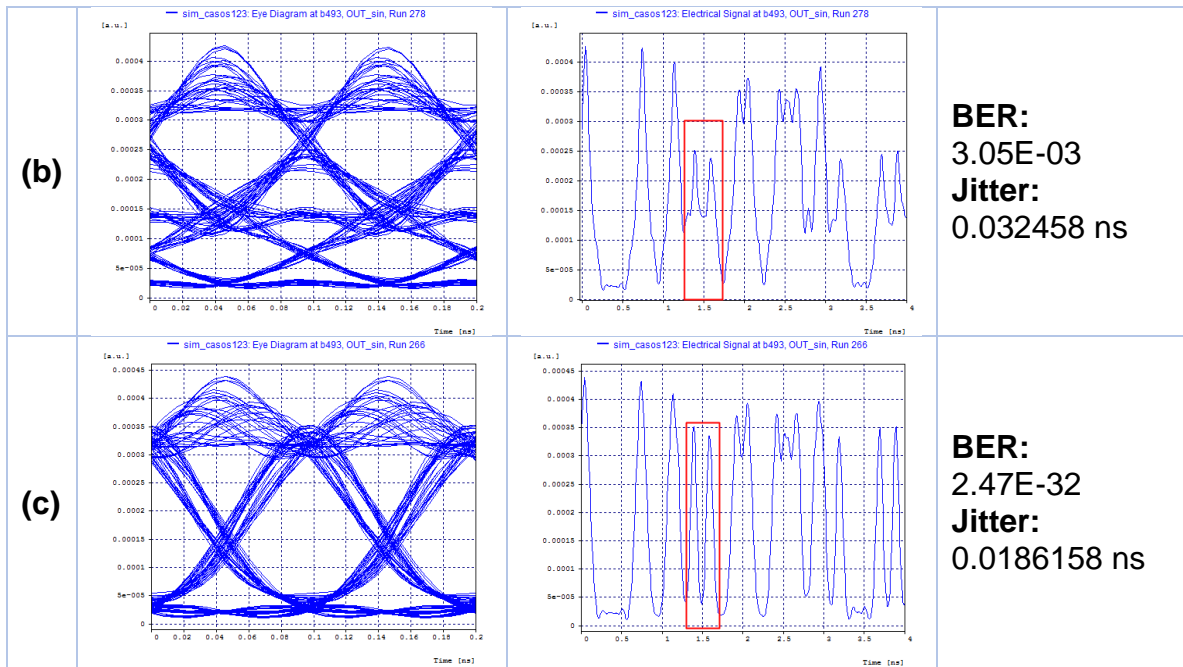 (b)
sim_casos123: Eye Diagram at b493, OUT_sin, Run 278
[a.u.]
0.0004
0.00035
0.0003
0.00025
0.0002
0.00015
0.0001
5e-005
0
0 0.02 0.04 0.06 0.08 0.1 0.12 0.14 0.16 0.18 0.2
Time [ns]
sim_casos123: Electrical Signal at b493, OUT_sin, Run 278
[a.u.]
0.0004
0.00035
0.0003
0.00025
0.0002
0.00015
0.0001
5e-005
0
0 0.5 1 1.5 2 2.5 3 3.5 4
Time [ns]
BER:
3.05E-03
Jitter:
0.032458 ns
(c)
sim_casos123: Eye Diagram at b493, OUT_sin, Run 266
[a.u.]
0.00045
0.0004
0.00035
0.0003
0.00025
0.0002
0.00015
0.0001
5e-005
0
0 0.02 0.04 0.06 0.08 0.1 0.12 0.14 0.16 0.18 0.2
Time [ns]
sim_casos123: Electrical Signal at b493, OUT_sin, Run 266
[a.u.]
0.00045
0.0004
0.00035
0.0003
0.00025
0.0002
0.00015
0.0001
5e-005
0
0 0.5 1 1.5 2 2.5 3 3.5 4
Time [ns]
BER:
2.47E-32
Jitter:
0.0186158 ns